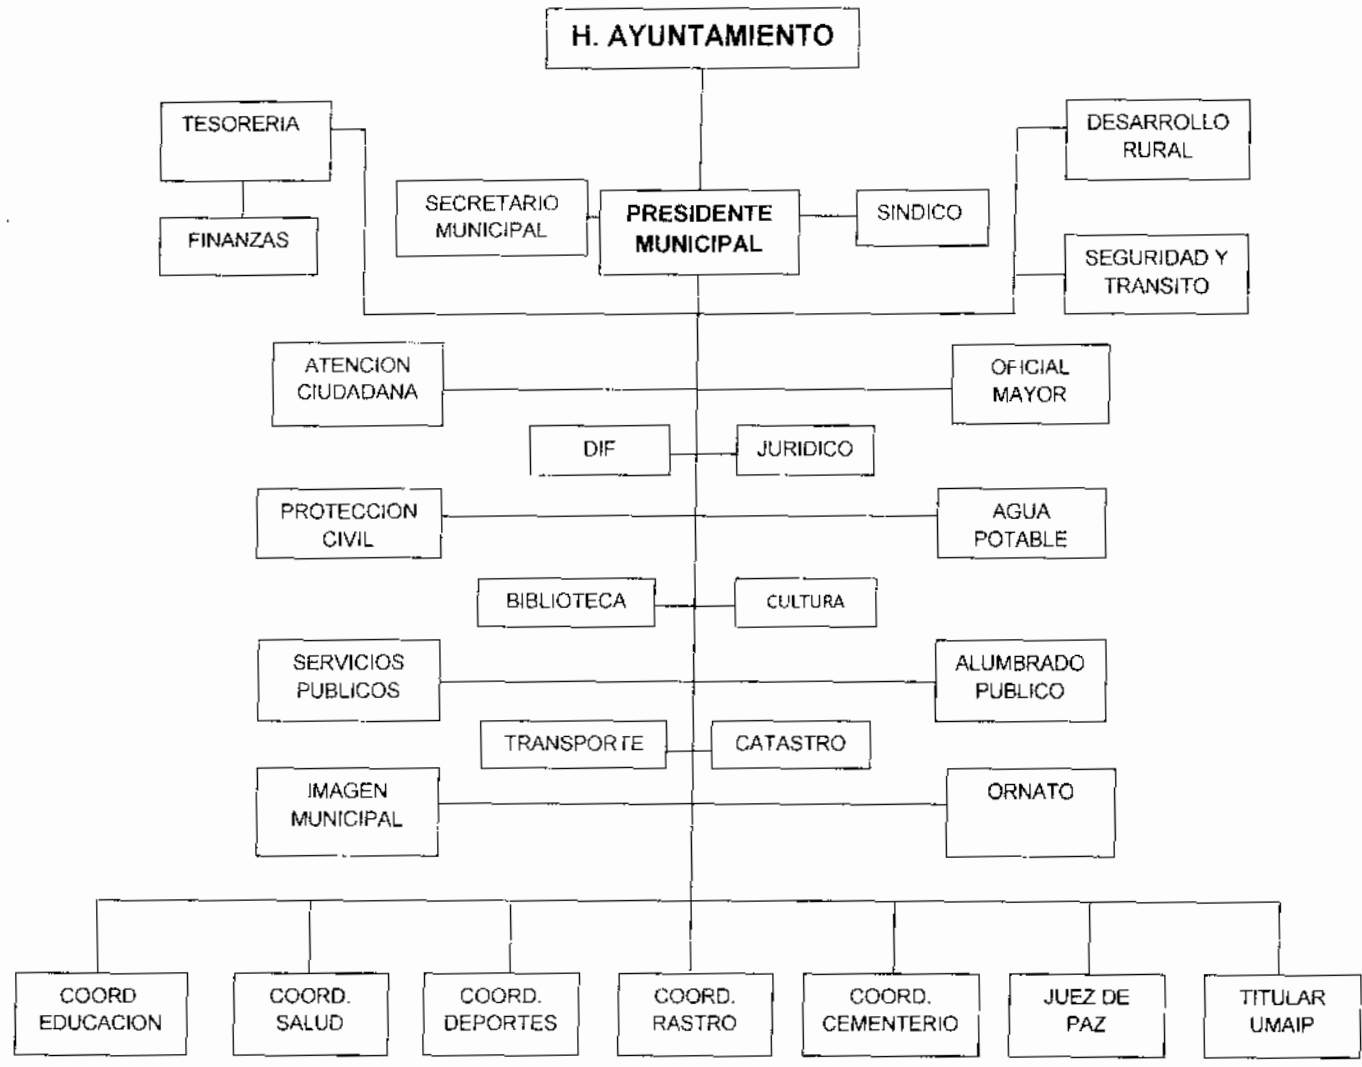 H. AYUNTAMIENTO
TESORERIA
DESARROLLO
RURAL
SECRETARIO
MUNICIPAL
PRESIDENTE
MUNICIPAL
SINDICO
FINANZAS
SEGURIDAD Y
TRANSITO
ATENCION
CIUDADANA
OFICIAL
MAYOR
DIF
JURIDICO
PROTECCION
CIVIL
AGUA
POTABLE
BIBLIOTECA
CULTURA
SERVICIOS
PUBLICOS
ALUMBRADO
PUBLICO
TRANSPORTE
CATASTRO
IMAGEN
MUNICIPAL
ORNATO
COORD
EDUCACION
COORD.
SALUD
COORD.
DEPORTES
COORD.
RASTRO
COORD.
CEMENTERIO
JUEZ DE
PAZ
TITULAR
UMAIP